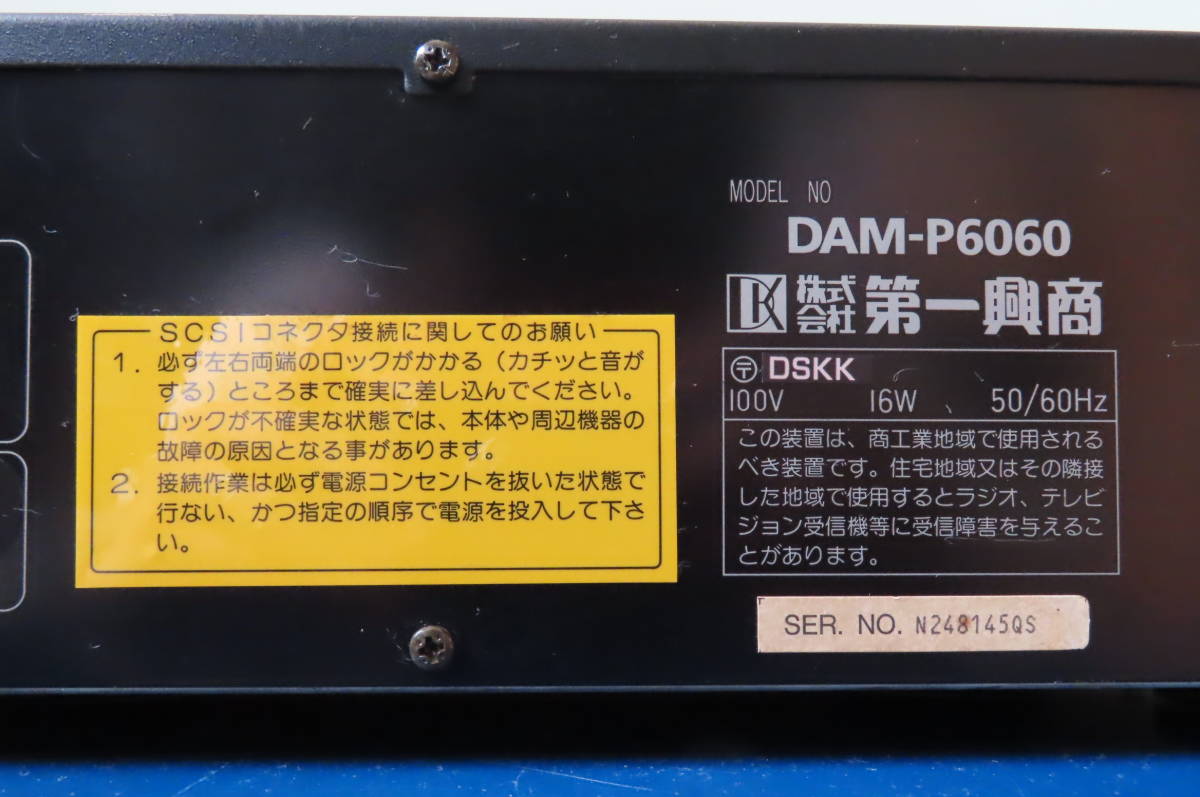 SCSIコネクタ接続に関してのお願い
1. 必ず左右両端のロックがかかる（カチッと音が
する）ところまで確実に差し込んでください。
ロックが不確実な状態では、本体や周辺機器の
故障の原因となる事があります。
2. 接続作業は必ず電源コンセントを抜いた状態で
行ない、かつ指定の順序で電源を投入して下さ
い。
MODEL NO
DAM-P6060
DK 株式会社 第一興商
〒 DSKK
100V 16W 、 50/60Hz
この装置は、商工業地域で使用される
べき装置です。住宅地域又はその隣接
した地域で使用するとラジオ、テレビ
ジョン受信機等に受信障害を与えるこ
とがあります。
SER. NO. N248145QS